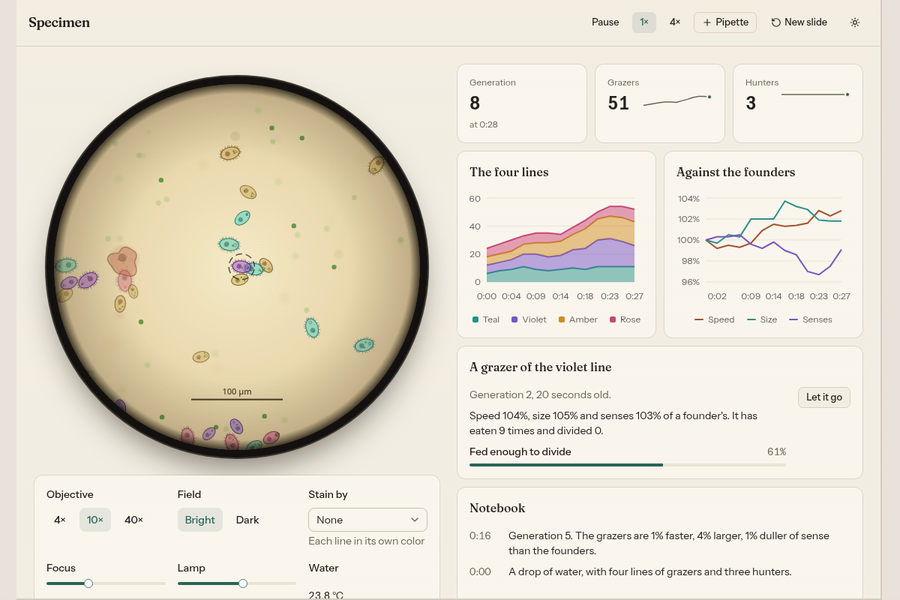 Specimen
Pause
1×
4×
Pipette
New slide
100 µm
Objective
4×
10×
40×
Field
Bright
Dark
Stain by
None
Each line in its own color
Focus
Lamp
Water
23.8 °C
Generation
8
at 0:28
Grazers
51
Hunters
3
The four lines
60
40
20
0
0:00 0:04 0:09 0:14 0:18 0:23 0:27
Teal Violet Amber Rose
Against the founders
104%
102%
100%
98%
96%
0:02 0:09 0:14 0:18 0:23 0:27
Speed Size Senses
A grazer of the violet line
Generation 2, 20 seconds old.
Let it go
Speed 104%, size 105% and senses 103% of a founder's. It has
eaten 9 times and divided 0.
Fed enough to divide 61%
Notebook
0:16 Generation 5. The grazers are 1% faster, 4% larger, 1% duller of sense
than the founders.
0:00 A drop of water, with four lines of grazers and three hunters.